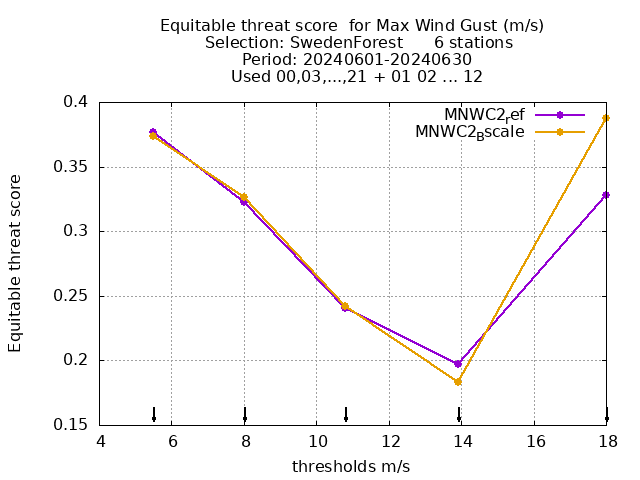 Equitable threat score  for Max Wind Gust (m/s)
Selection: SwedenForest      6 stations
Period: 20240601-20240630
Used 00,03,...,21 + 01 02 ... 12
MNWC2ref
MNWC2Bscale
0.4
0.35
0.3
0.25
0.2
0.15
Equitable threat score
4 6 8 10 12 14 16 18
thresholds m/s